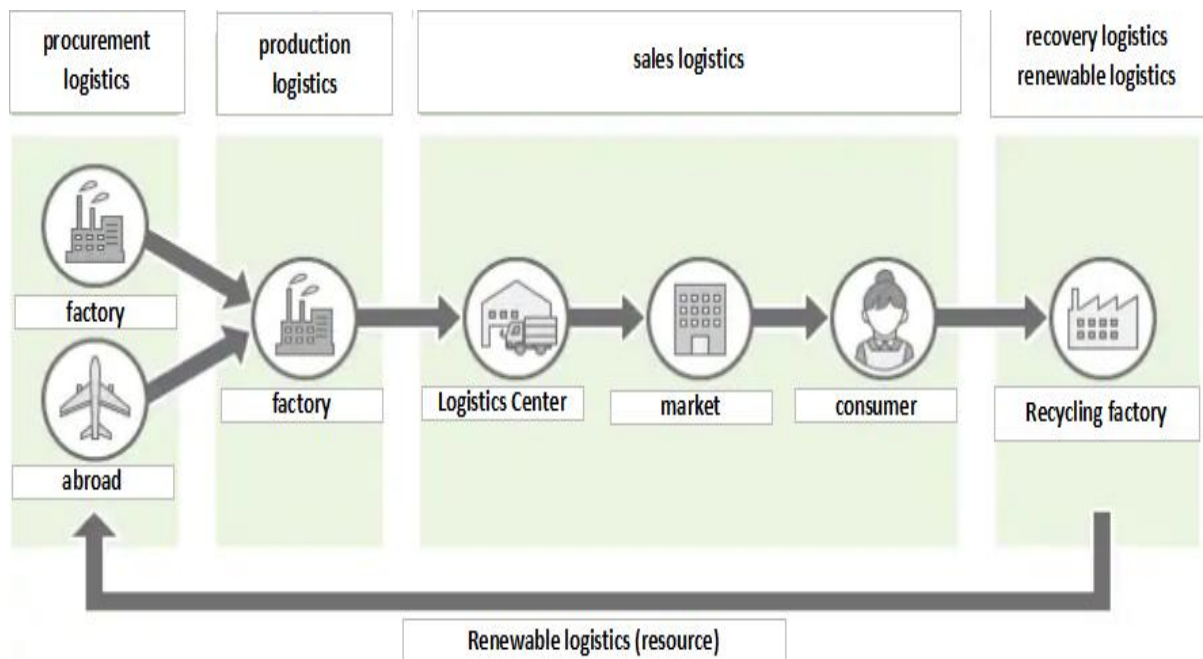 procurement
logistics
production
logistics
sales logistics
recovery logistics
renewable logistics
factory
abroad
factory
Logistics Center
market
consumer
Recycling factory
Renewable logistics (resource)